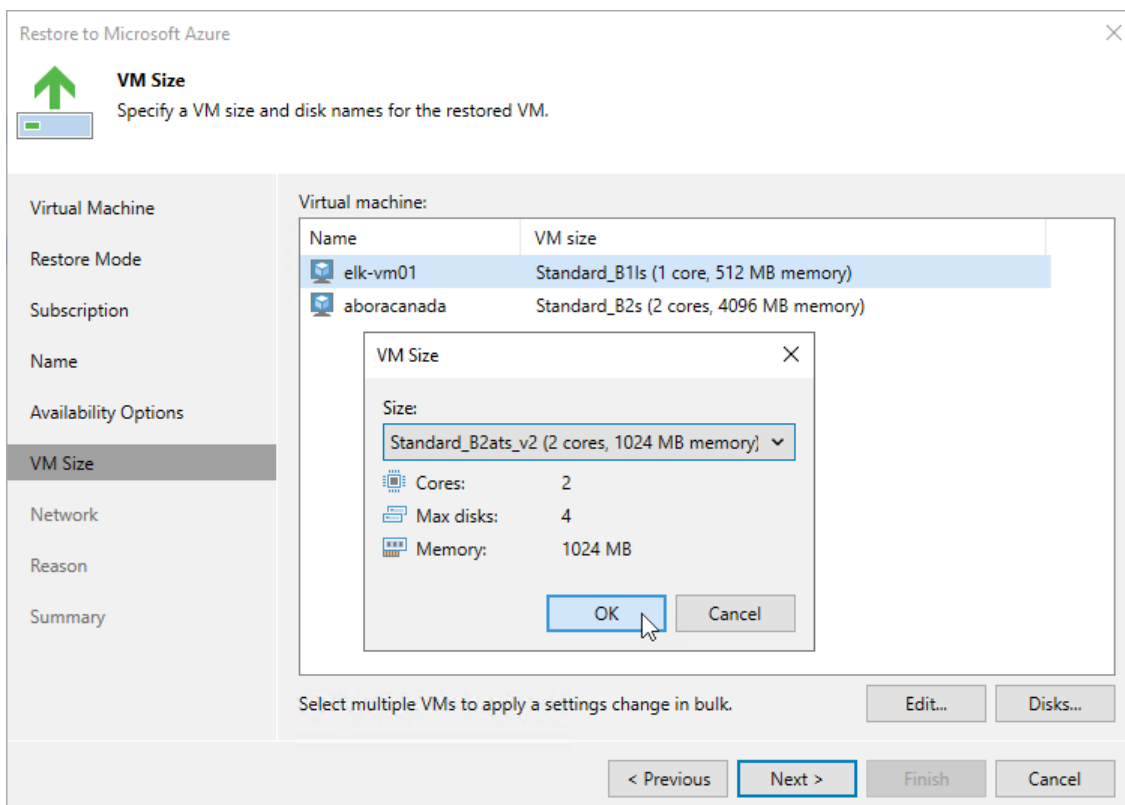 Restore to Microsoft Azure
VM Size
Specify a VM size and disk names for the restored VM.
Virtual Machine
Restore Mode
Subscription
Name
Availability Options
VM Size
Network
Reason
Summary
Virtual machine:
Name VM size
elk-vm01 Standard_B1ls (1 core, 512 MB memory)
aboracanada Standard_B2s (2 cores, 4096 MB memory)
VM Size
Size:
Standard_B2ats_v2 (2 cores, 1024 MB memory)
Cores: 2
Max disks: 4
Memory: 1024 MB
OK Cancel
Select multiple VMs to apply a settings change in bulk.
Edit... Disks...
< Previous Next > Finish Cancel